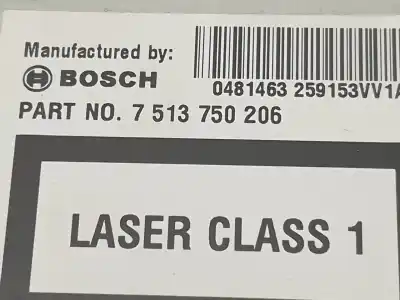 Manufactured by:
BOSCH
0481463 259153VV1A
PART NO. 7 513 750 206
LASER CLASS 1